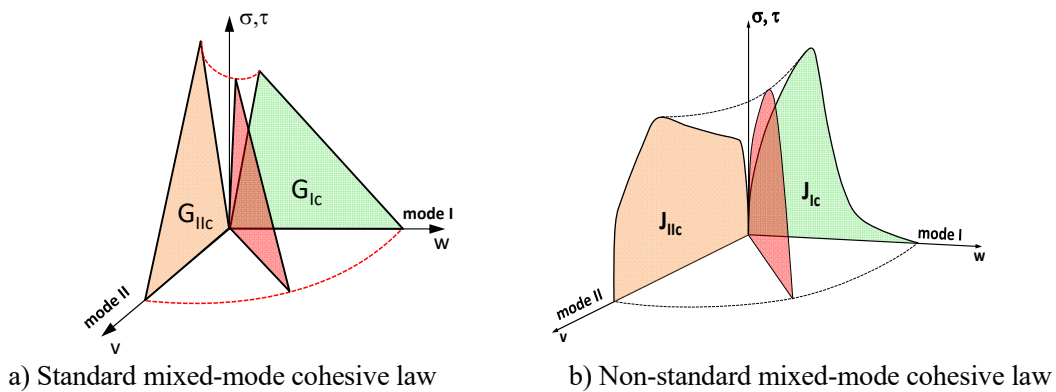 σ,τ
G_IIc
G_Ic
mode I
w
mode II
v
σ, τ
J_IIc
J_Ic
mode I
w
mode II
v
a) Standard mixed-mode cohesive law
b) Non-standard mixed-mode cohesive law